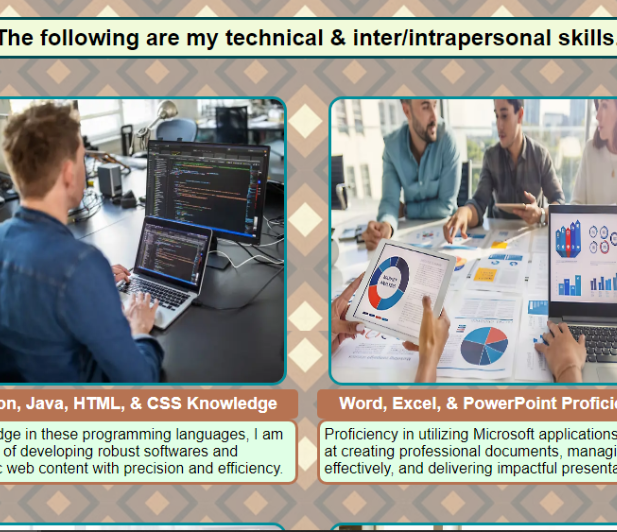 The following are my technical & inter/intrapersonal skills.
on, Java, HTML, & CSS Knowledge
dge in these programming languages, I am
of developing robust softwares and
c web content with precision and efficiency.
Word, Excel, & PowerPoint Proficie
Proficiency in utilizing Microsoft applications
at creating professional documents, managi
effectively, and delivering impactful presenta